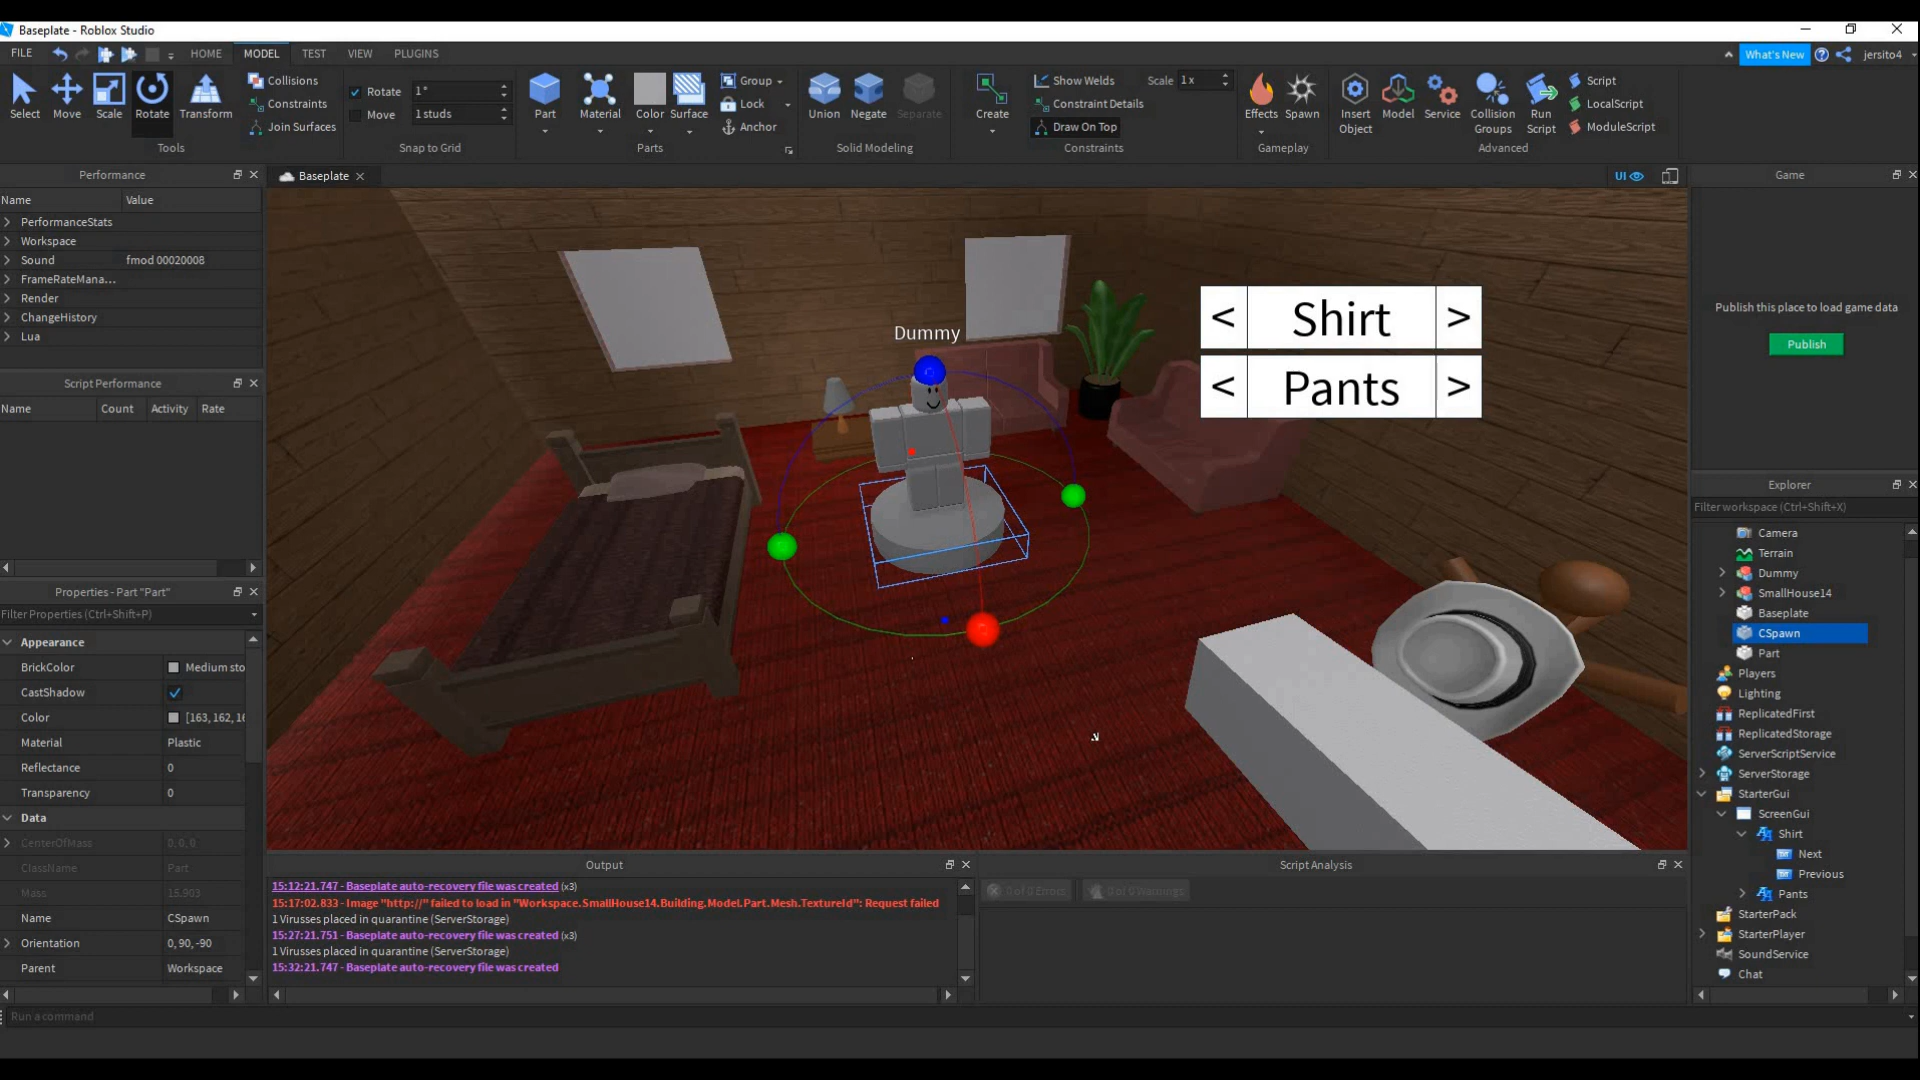 Baseplate - Roblox Studio
FILE HOME MODEL TEST VIEW PLUGINS What's New jersito4
Select Move Scale Rotate Transform
Collisions
Constraints
Join Surfaces
Tools
Rotate 1°
Move 1 studs
Snap to Grid
Part Material Color Surface
Group
Lock
Anchor
Parts
Union Negate Separate
Solid Modeling
Create
Show Welds Scale 1x
Constraint Details
Draw On Top
Constraints
Effects Spawn
Gameplay
Insert Object Model Service Collision Groups Run Script
Script
LocalScript
ModuleScript
Advanced
Performance
Name Value
PerformanceStats
Workspace
Sound fmod 00020008
FrameRateMana...
Render
ChangeHistory
Lua
Script Performance
Name Count Activity Rate
Properties - Part "Part"
Filter Properties (Ctrl+Shift+P)
Appearance
BrickColor Medium sto
CastShadow
Color [163, 162, 16
Material Plastic
Reflectance 0
Transparency 0
Data
CenterOfMass 0, 0, 0
ClassName Part
Mass 15.903
Name CSpawn
Orientation 0, 90, -90
Parent Workspace
Baseplate
UI
Dummy
< Shirt >
< Pants >
Output
15:12:21.747 - Baseplate auto-recovery file was created (x3)
15:17:02.833 - Image "http://" failed to load in "Workspace.SmallHouse14.Building.Model.Part.Mesh.TextureId": Request failed
1 Virusses placed in quarantine (ServerStorage)
15:27:21.751 - Baseplate auto-recovery file was created (x3)
1 Virusses placed in quarantine (ServerStorage)
15:32:21.747 - Baseplate auto-recovery file was created
Script Analysis
0 of 0 Errors 0 of 0 Warnings
Game
Publish this place to load game data
Publish
Explorer
Filter workspace (Ctrl+Shift+X)
Camera
Terrain
Dummy
SmallHouse14
Baseplate
CSpawn
Part
Players
Lighting
ReplicatedFirst
ReplicatedStorage
ServerScriptService
ServerStorage
StarterGui
ScreenGui
Shirt
Next
Previous
Pants
StarterPack
StarterPlayer
SoundService
Chat
Run a command